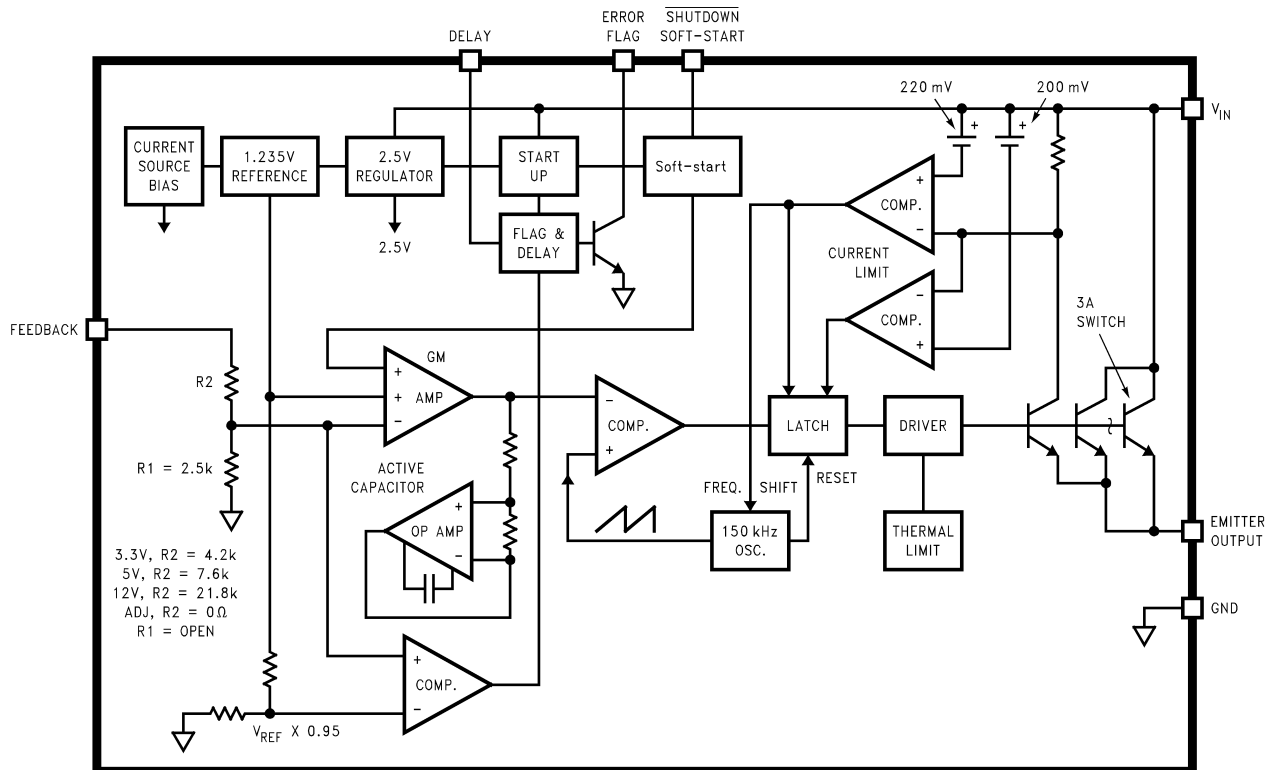 ERROR
FLAG
SHUTDOWN
SOFT-START
DELAY
220 mV
200 mV
V_IN
CURRENT
SOURCE
BIAS
1.235V
REFERENCE
2.5V
REGULATOR
START
UP
Soft-start
+
+
+
COMP.
−
2.5V
FLAG &
DELAY
CURRENT
LIMIT
−
COMP.
+
3A
SWITCH
FEEDBACK
R2
GM
AMP
+
+
−
R1 = 2.5k
−
COMP.
+
LATCH
DRIVER
ACTIVE
CAPACITOR
+
OP AMP
−
FREQ. SHIFT
RESET
150 kHz
OSC.
THERMAL
LIMIT
EMITTER
OUTPUT
3.3V, R2 = 4.2k
5V, R2 = 7.6k
12V, R2 = 21.8k
ADJ, R2 = 0Ω
R1 = OPEN
GND
+
COMP.
−
V_REF X 0.95